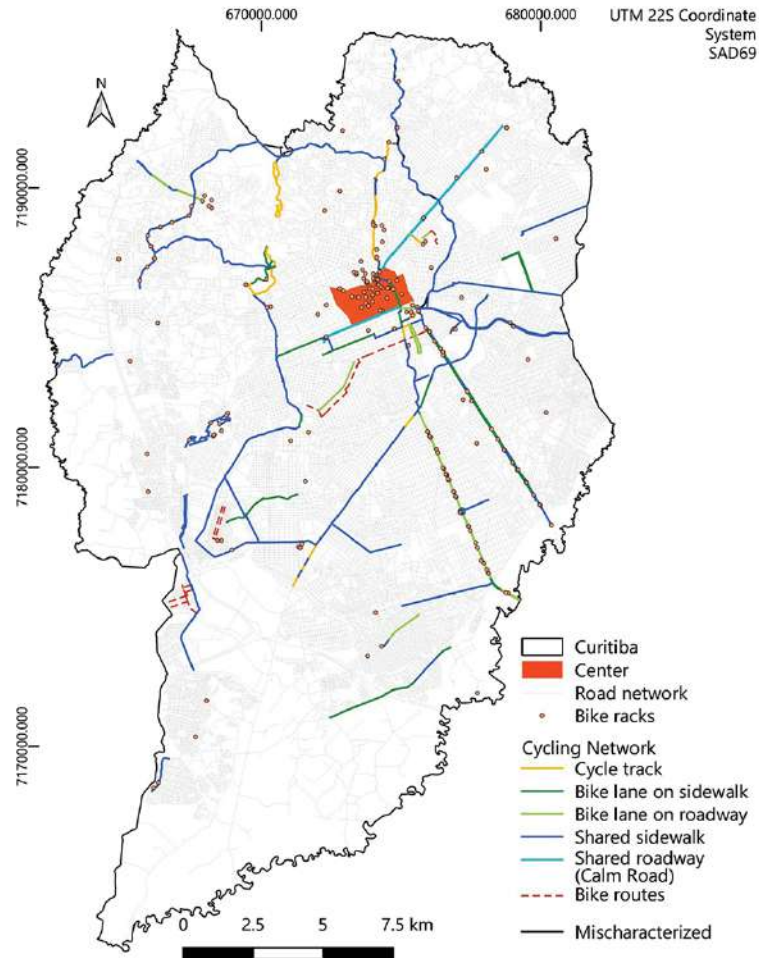 670000.000
680000.000
UTM 22S Coordinate
System
SAD69
N
7190000.000
7180000.000
7170000.000
Curitiba
Center
Road network
Bike racks
Cycling Network
Cycle track
Bike lane on sidewalk
Bike lane on roadway
Shared sidewalk
Shared roadway
(Calm Road)
Bike routes
Mischaracterized
0
2.5
5
7.5 km